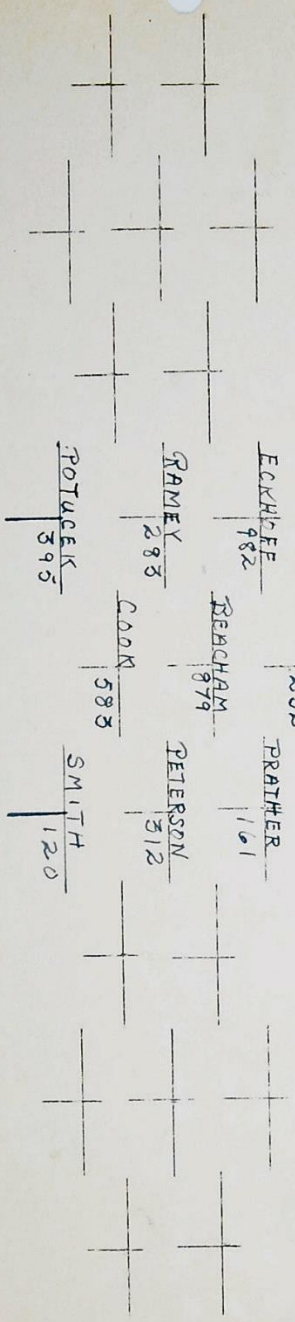 ECKHOFF PRATHER
982 161
BEACHAM
879
RAMEY PETERSON
283 312
COOK
583
POTUCEK SMITH
395 120